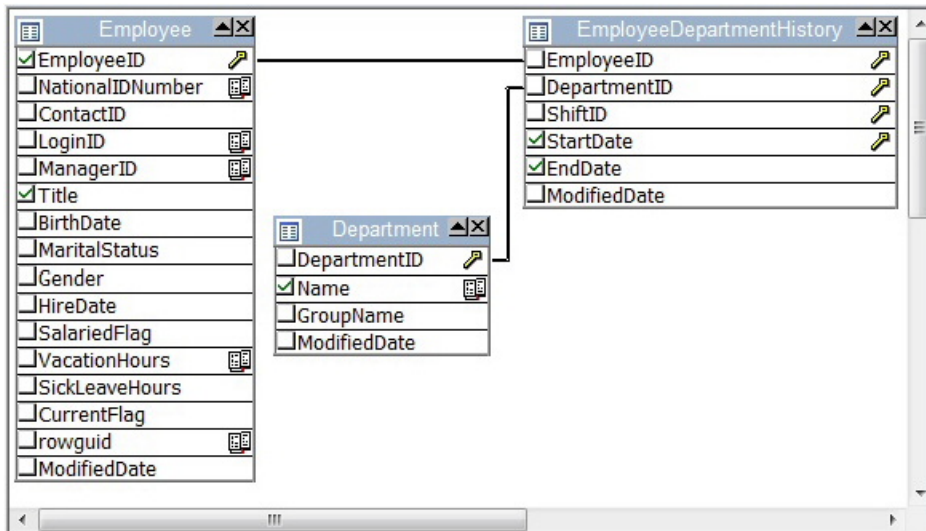 Employee
EmployeeID
NationalIDNumber
ContactID
LoginID
ManagerID
Title
BirthDate
MaritalStatus
Gender
HireDate
SalariedFlag
VacationHours
SickLeaveHours
CurrentFlag
rowguid
ModifiedDate
Department
DepartmentID
Name
GroupName
ModifiedDate
EmployeeDepartmentHistory
EmployeeID
DepartmentID
ShiftID
StartDate
EndDate
ModifiedDate